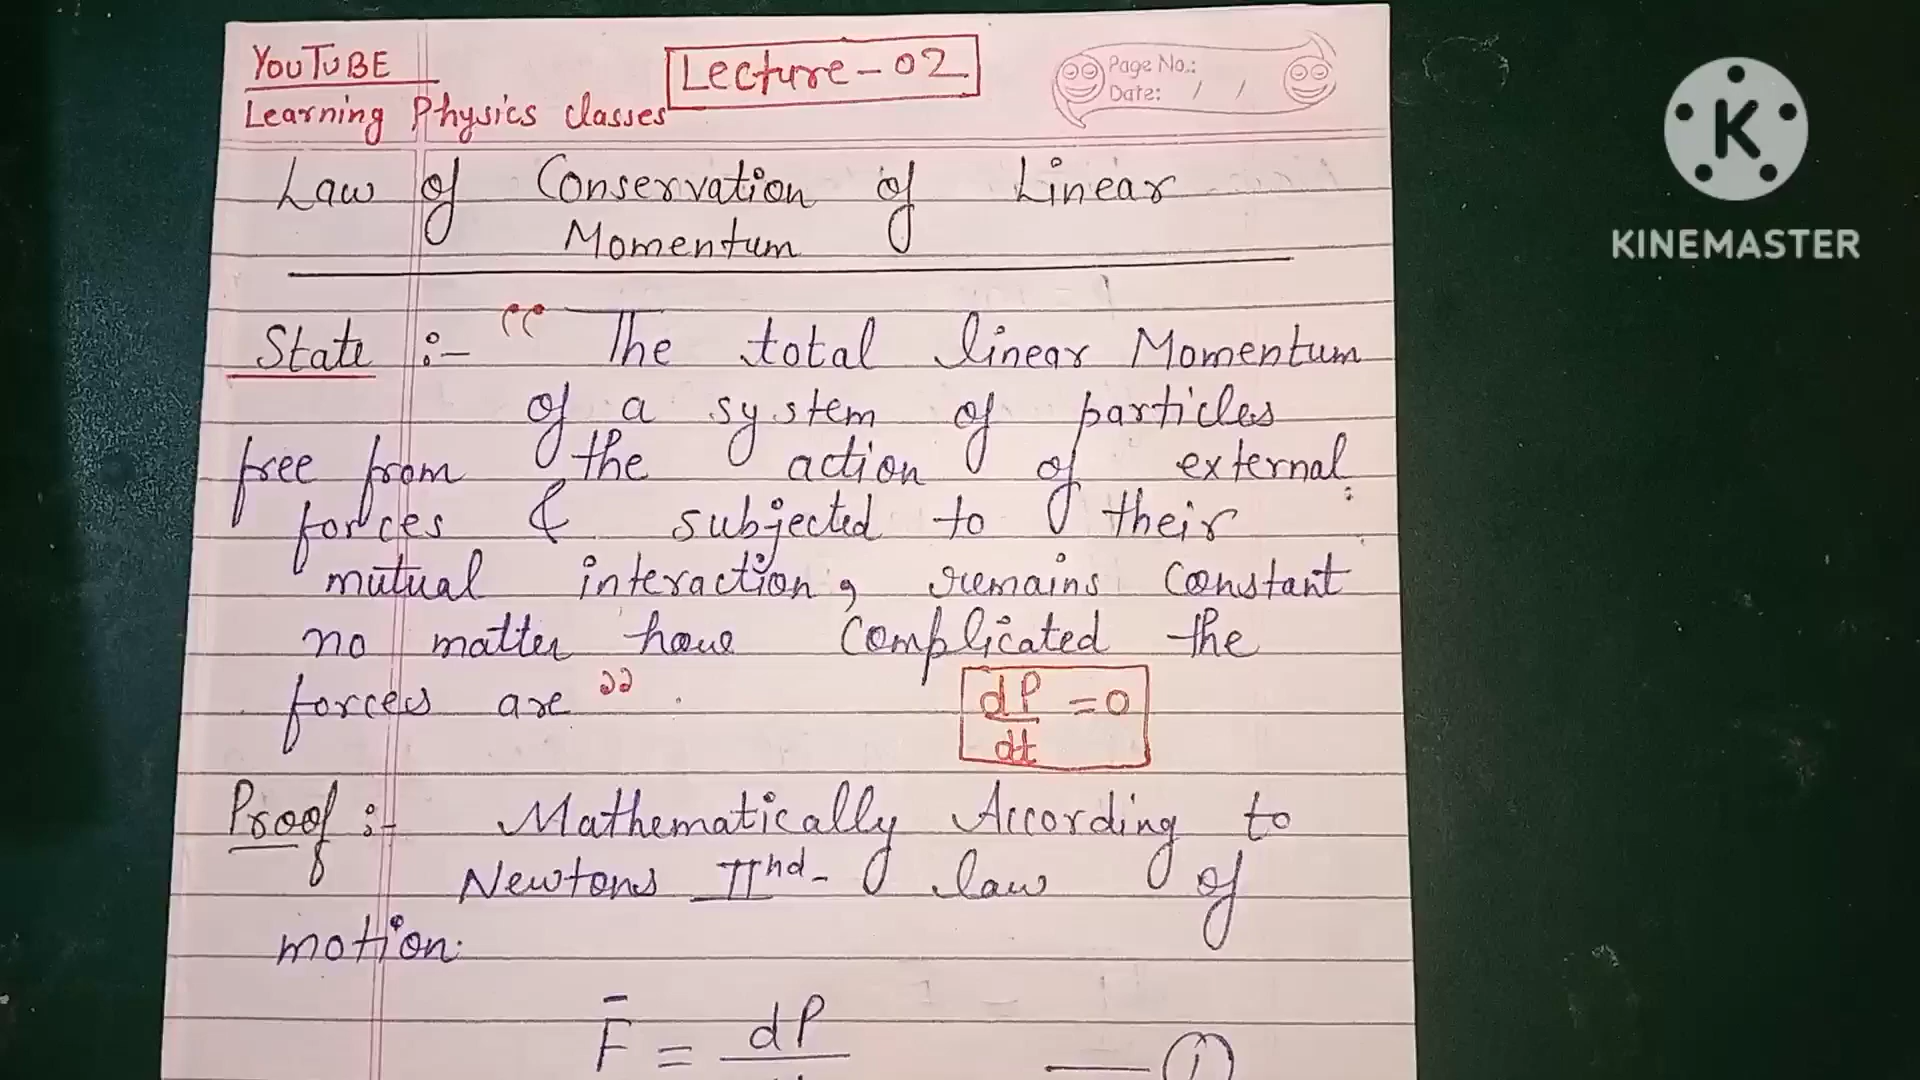 YOUTUBE
Learning Physics classes
Lecture-02
Page No.:
Date: / /
K
KINEMASTER
Law of Conservation of Linear
Momentum
State :- “ The total linear Momentum
of a system of particles
free from the action of external
forces & subjected to their
mutual interaction, remains constant
no matter how complicated the
forces are ”.
dP/dt = 0
Proof :- Mathematically According to
Newtons IInd- law of
motion.
F̄ = dP
— ①